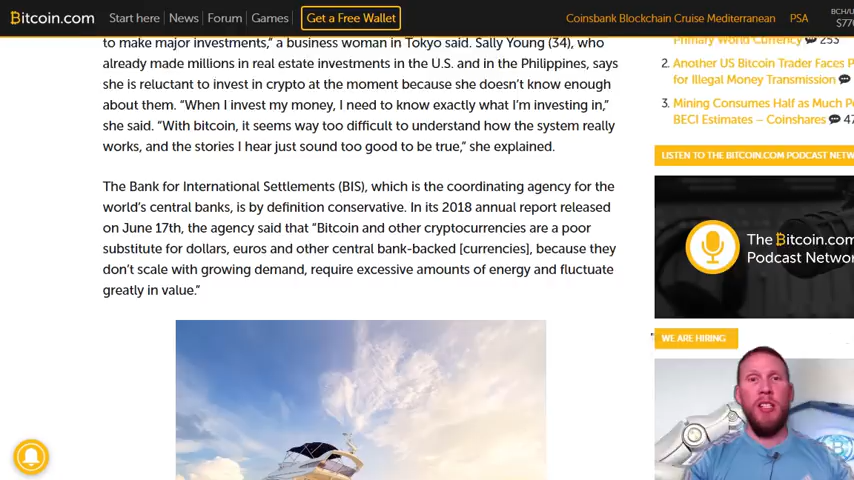 Bitcoin.com Start here News Forum Games Get a Free Wallet Coinsbank Blockchain Cruise Mediterranean PSA BCH/U
to make major investments,” a business woman in Tokyo said. Sally Young (34), who
already made millions in real estate investments in the U.S. and in the Philippines, says
she is reluctant to invest in crypto at the moment because she doesn’t know enough
about them. “When I invest my money, I need to know exactly what I’m investing in,”
she said. “With bitcoin, it seems way too difficult to understand how the system really
works, and the stories I hear just sound too good to be true,” she explained.
The Bank for International Settlements (BIS), which is the coordinating agency for the
world’s central banks, is by definition conservative. In its 2018 annual report released
on June 17th, the agency said that “Bitcoin and other cryptocurrencies are a poor
substitute for dollars, euros and other central bank-backed [currencies], because they
don’t scale with growing demand, require excessive amounts of energy and fluctuate
greatly in value.”
Primary World Currency 253
2. Another US Bitcoin Trader Faces P
for Illegal Money Transmission
3. Mining Consumes Half as Much Po
BECI Estimates – Coinshares 47
LISTEN TO THE BITCOIN.COM PODCAST NETW
The Bitcoin.com
Podcast Networ
WE ARE HIRING